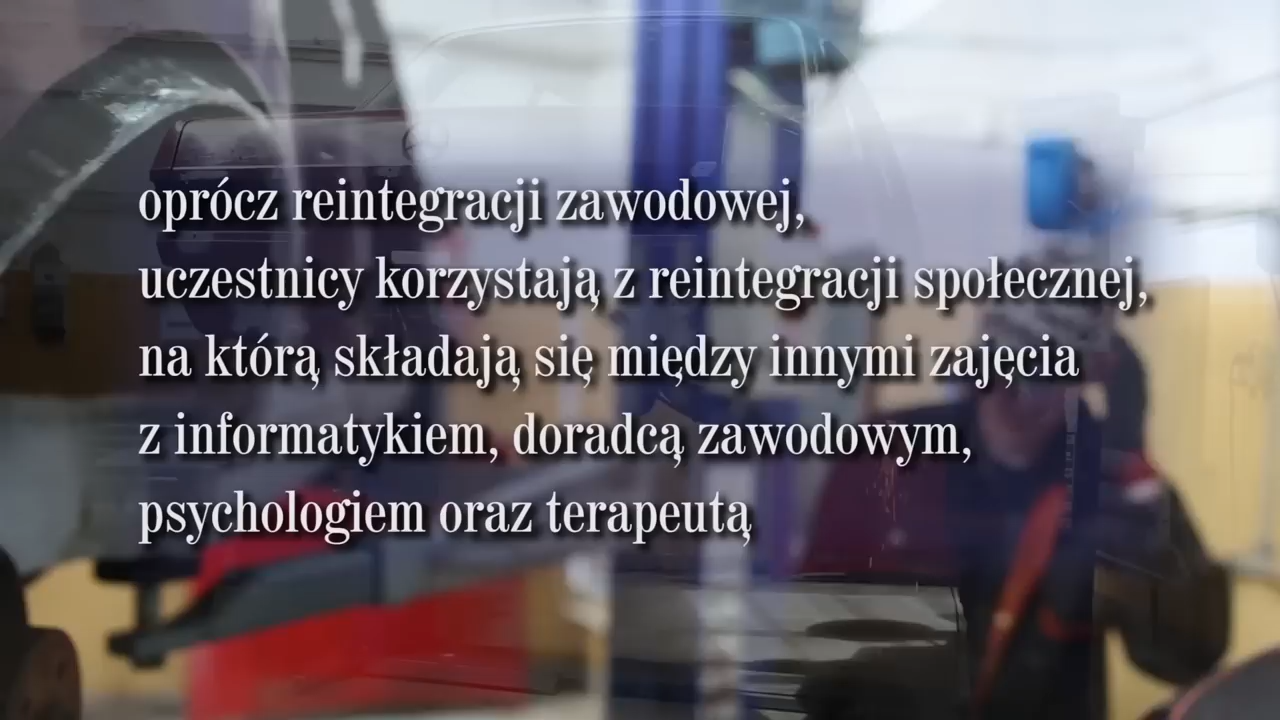 oprócz reintegracji zawodowej,
uczestnicy korzystają z reintegracji społecznej,
na którą składają się między innymi zajęcia
z informatykiem, doradcą zawodowym,
psychologiem oraz terapeutą